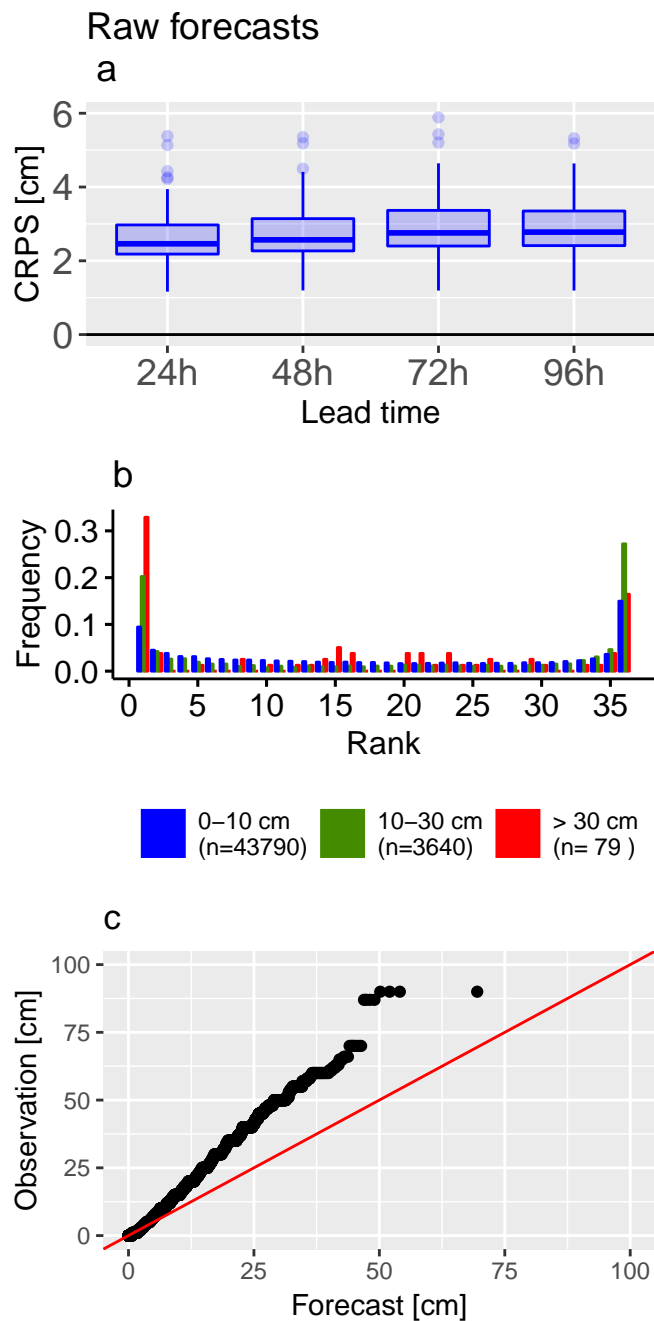 Raw forecasts
a
CRPS [cm]
6
4
2
0
24h 48h 72h 96h
Lead time
b
Frequency
0.3
0.2
0.1
0.0
0 5 10 15 20 25 30 35
Rank
0−10 cm
(n=43790)
10−30 cm
(n=3640)
> 30 cm
(n= 79 )
c
Observation [cm]
100
75
50
25
0
0 25 50 75 100
Forecast [cm]